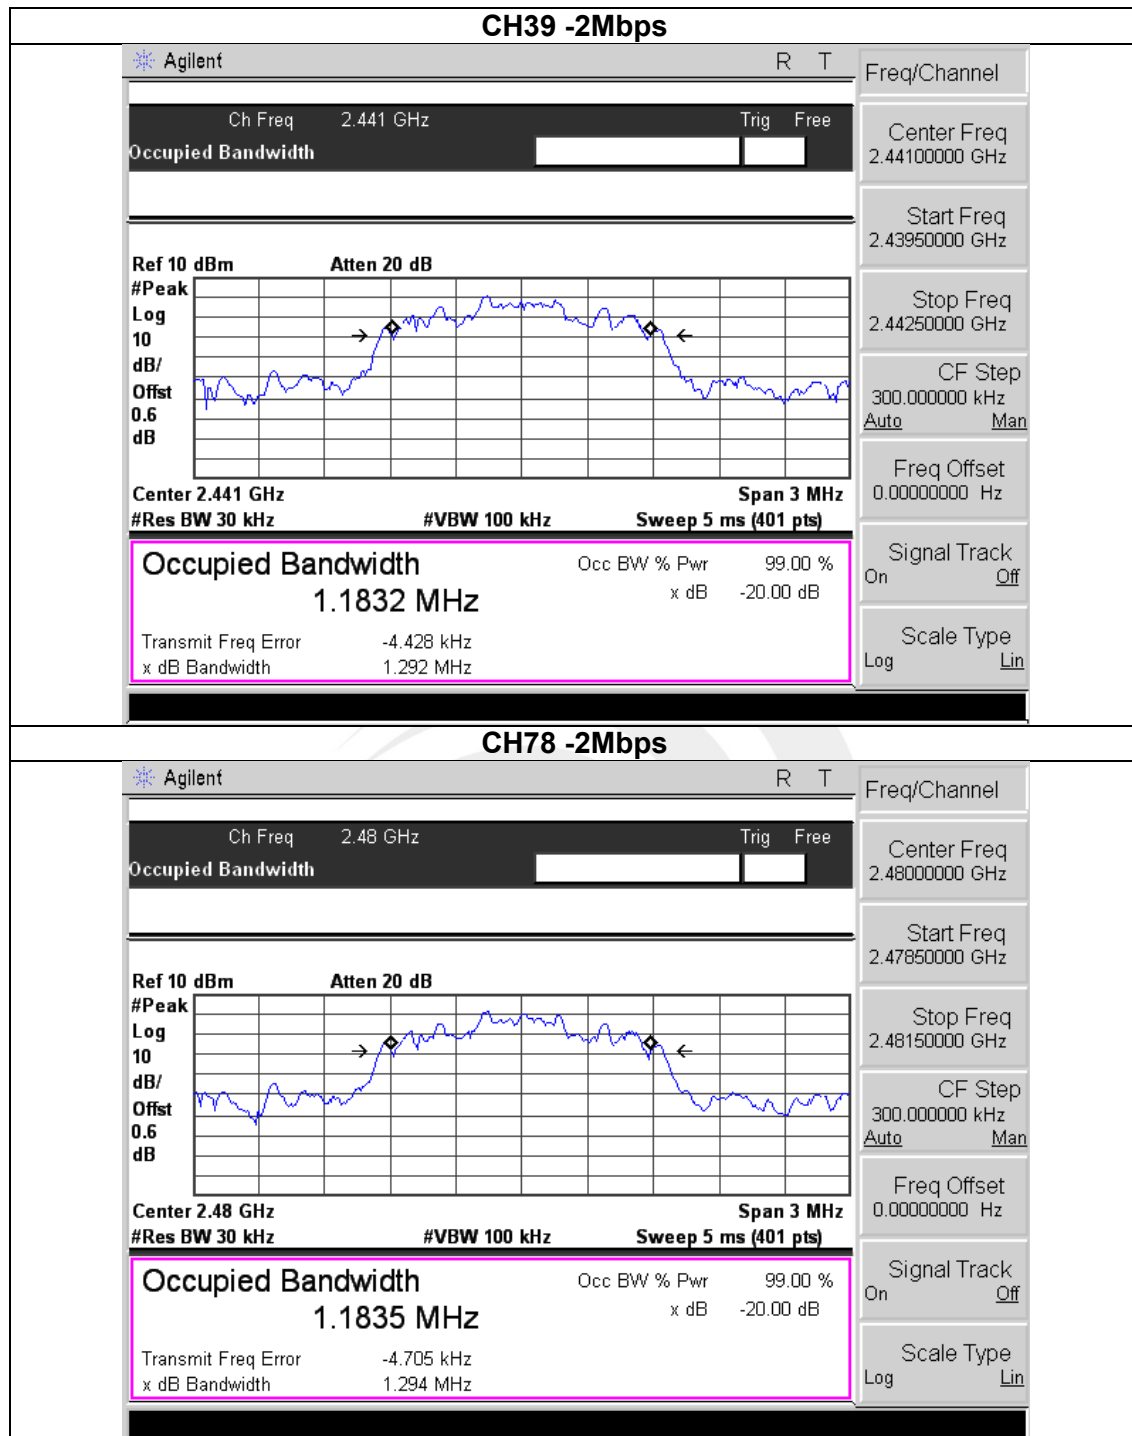 CH39 -2Mbps
Agilent R T
Freq/Channel
Ch Freq 2.441 GHz Trig Free
Occupied Bandwidth
Center Freq
2.44100000 GHz
Start Freq
2.43950000 GHz
Stop Freq
2.44250000 GHz
CF Step
300.000000 kHz
Auto Man
Freq Offset
0.00000000 Hz
Signal Track
On Off
Scale Type
Log Lin
Ref 10 dBm Atten 20 dB
#Peak
Log
10
dB/
Offst
0.6
dB
Center 2.441 GHz Span 3 MHz
#Res BW 30 kHz #VBW 100 kHz Sweep 5 ms (401 pts)
Occupied Bandwidth Occ BW % Pwr 99.00 %
1.1832 MHz x dB -20.00 dB
Transmit Freq Error -4.428 kHz
x dB Bandwidth 1.292 MHz
CH78 -2Mbps
Agilent R T
Freq/Channel
Ch Freq 2.48 GHz Trig Free
Occupied Bandwidth
Center Freq
2.48000000 GHz
Start Freq
2.47850000 GHz
Stop Freq
2.48150000 GHz
CF Step
300.000000 kHz
Auto Man
Freq Offset
0.00000000 Hz
Signal Track
On Off
Scale Type
Log Lin
Ref 10 dBm Atten 20 dB
#Peak
Log
10
dB/
Offst
0.6
dB
Center 2.48 GHz Span 3 MHz
#Res BW 30 kHz #VBW 100 kHz Sweep 5 ms (401 pts)
Occupied Bandwidth Occ BW % Pwr 99.00 %
1.1835 MHz x dB -20.00 dB
Transmit Freq Error -4.705 kHz
x dB Bandwidth 1.294 MHz